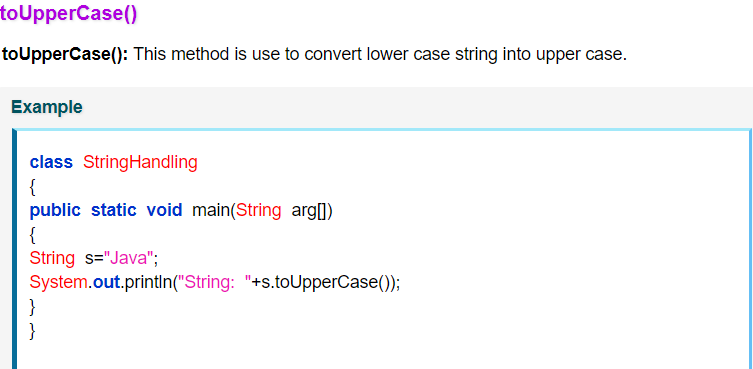 toUpperCase()
toUpperCase(): This method is use to convert lower case string into upper case.
Example
class StringHandling
{
public static void main(String arg[])
{
String s="Java";
System.out.println("String: "+s.toUpperCase());
}
}